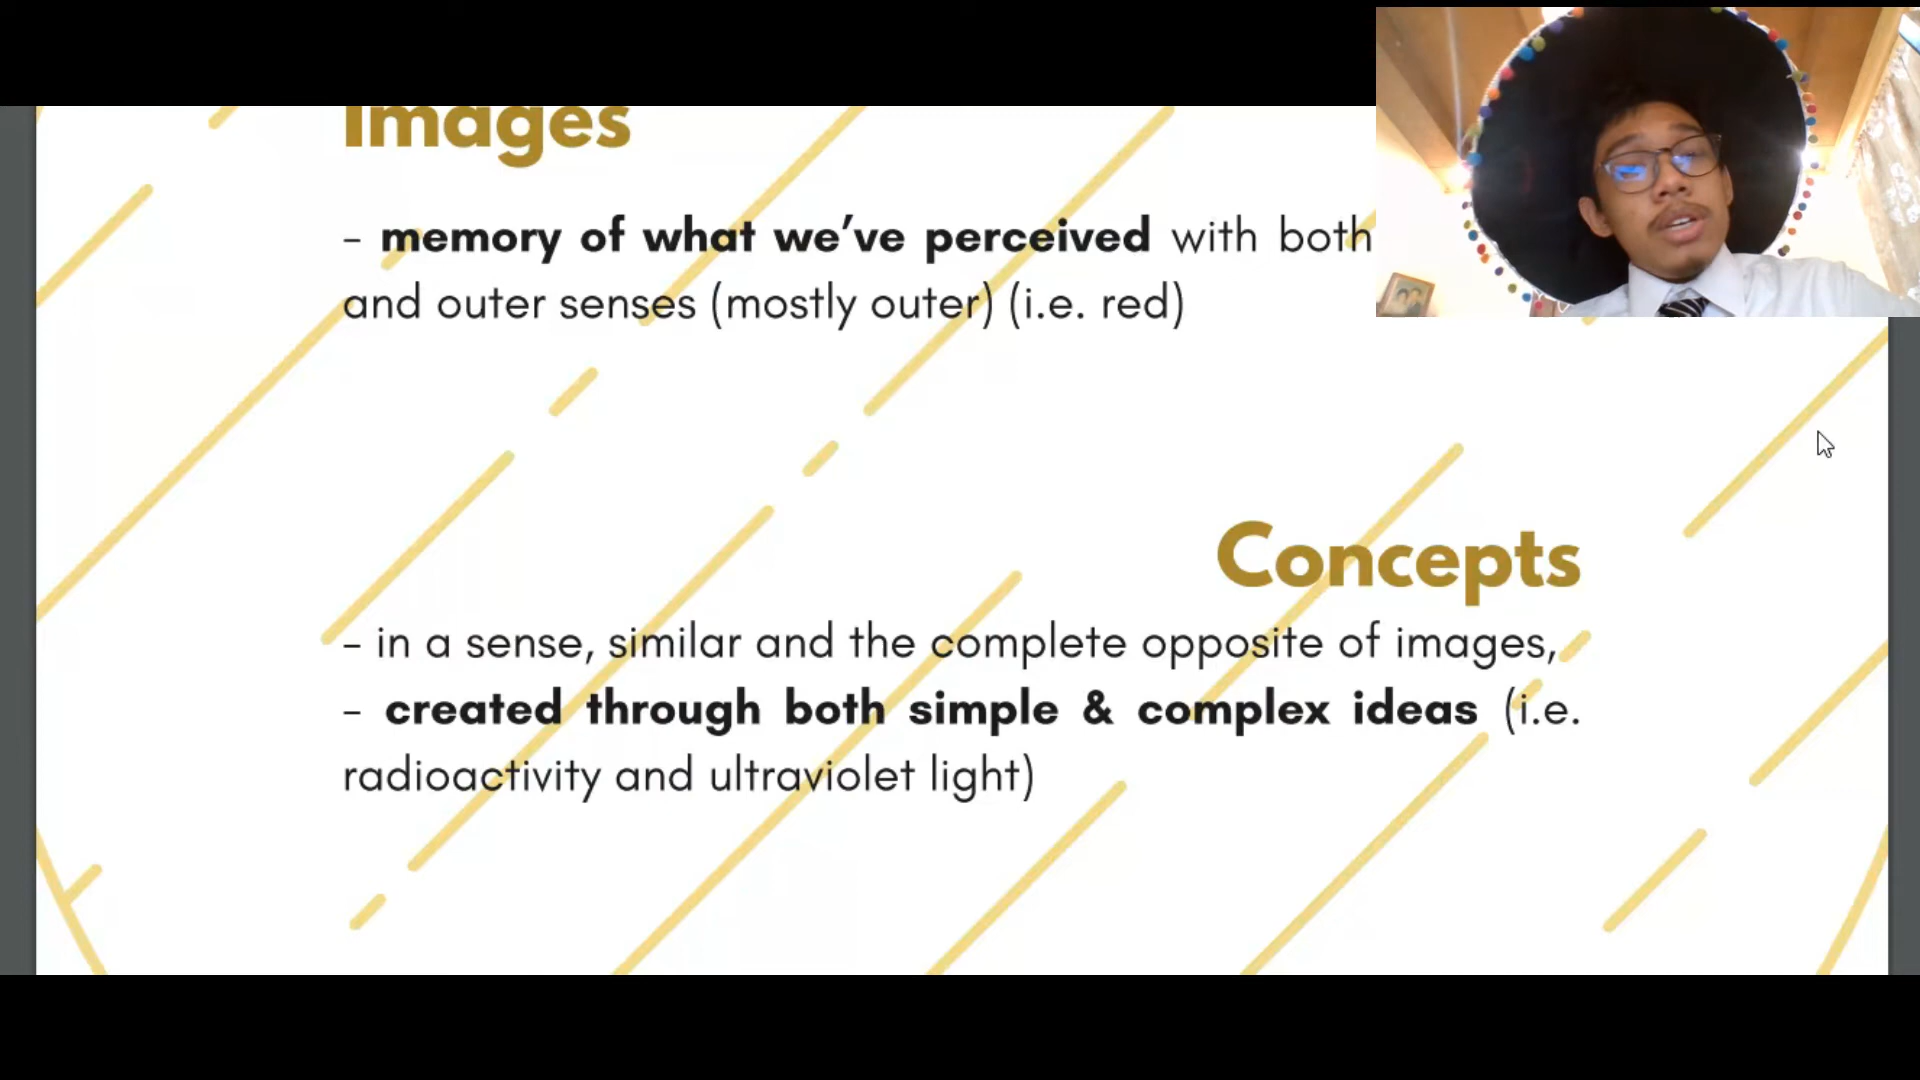 Images
– memory of what we’ve perceived with both
and outer senses (mostly outer) (i.e. red)
Concepts
– in a sense, similar and the complete opposite of images,
– created through both simple & complex ideas (i.e.
radioactivity and ultraviolet light)